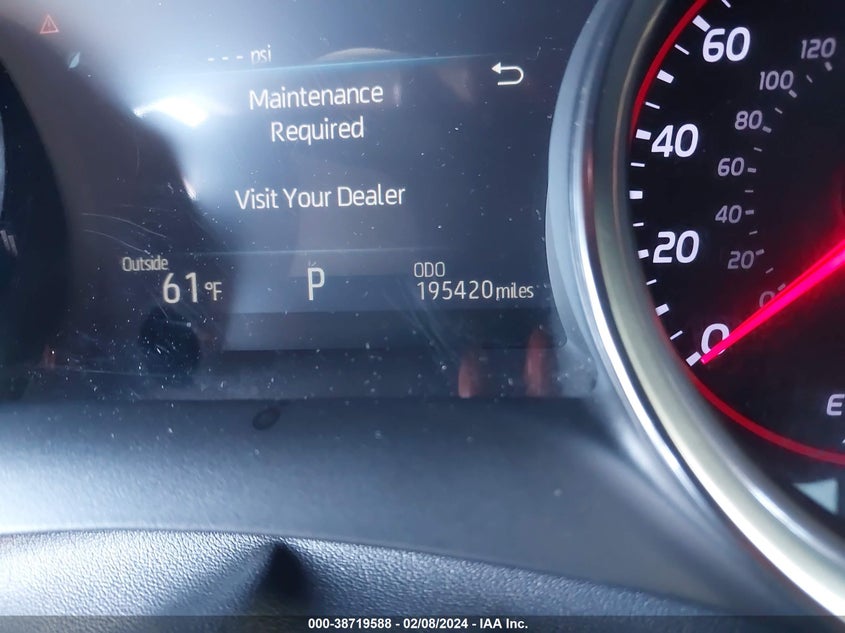 --- psi
Maintenance
Required
Visit Your Dealer
Outside
61°F
P
ODO
195420 miles
60
40
20
0
120
100
80
60
40
20
0
E
000-38719588 - 02/08/2024 - IAA Inc.